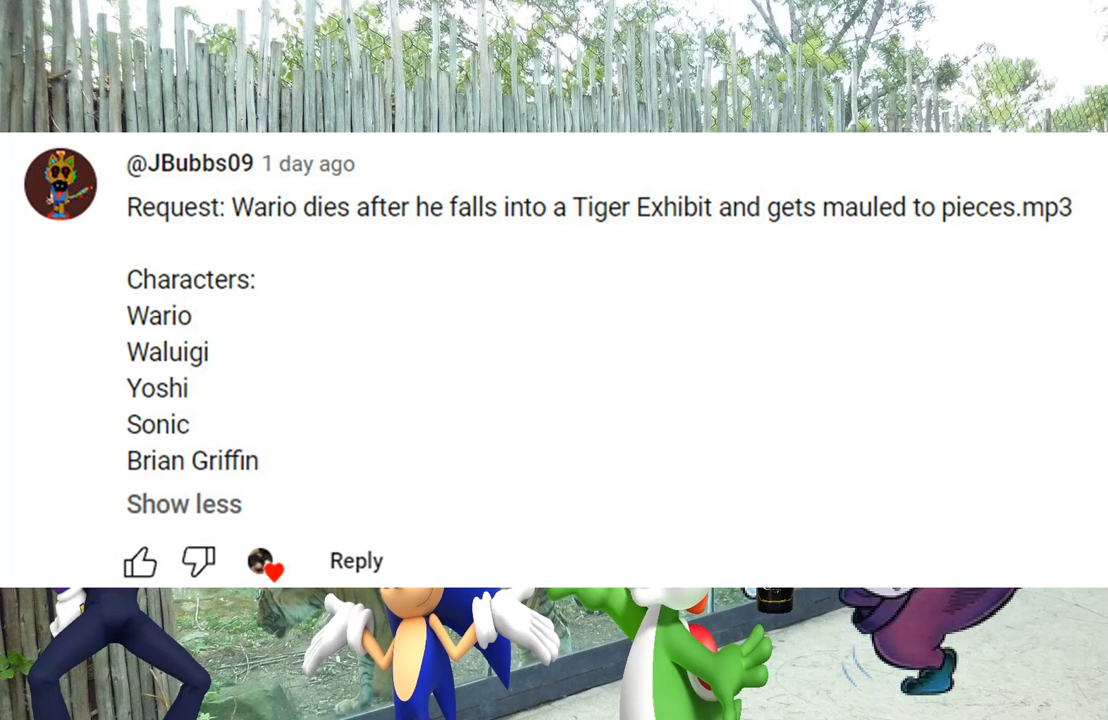 @JBubbs09 1 day ago
Request: Wario dies after he falls into a Tiger Exhibit and gets mauled to pieces.mp3
Characters:
Wario
Waluigi
Yoshi
Sonic
Brian Griffin
Show less
Reply